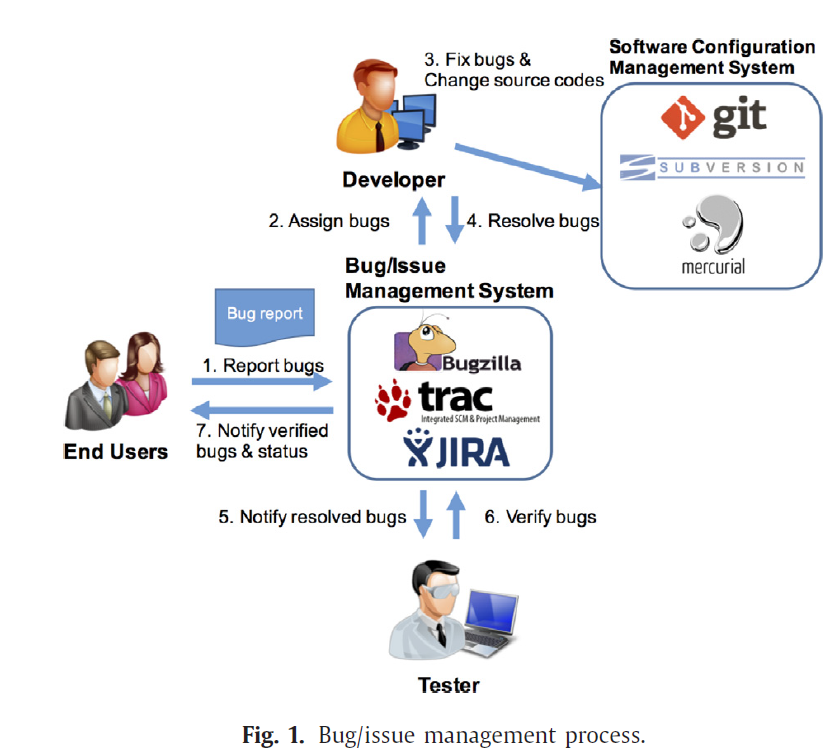 3. Fix bugs &
Change source codes
Software Configuration
Management System
git
SUBVERSION
mercurial
Developer
2. Assign bugs
4. Resolve bugs
Bug/Issue
Management System
Bug report
Bugzilla
1. Report bugs
trac
Integrated SCM & Project Management
7. Notify verified
bugs & status
End Users
JIRA
5. Notify resolved bugs
6. Verify bugs
Tester
Fig. 1. Bug/issue management process.